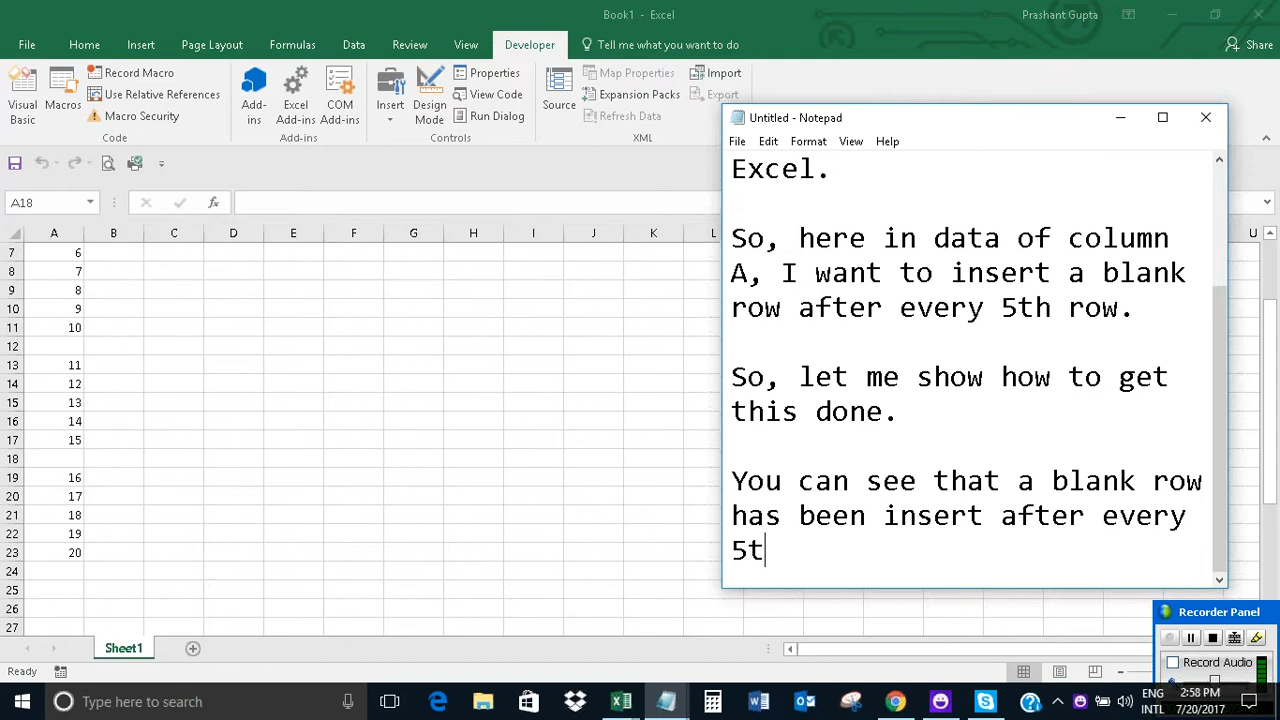 Book1 - Excel
Prashant Gupta
File Home Insert Page Layout Formulas Data Review View Developer Tell me what you want to do Share
Visual Basic
Macros
Record Macro
Use Relative References
Macro Security
Code
Add-ins
Excel Add-ins
COM Add-ins
Add-ins
Insert
Design Mode
Properties
View Code
Run Dialog
Controls
Source
Map Properties
Expansion Packs
Refresh Data
Import
Export
XML
A18
fx
A B C D E F G H I J K L U
7 6
8 7
9 8
10 9
11 10
12
13 11
14 12
15 13
16 14
17 15
18
19 16
20 17
21 18
22 19
23 20
24
25
26
27
Untitled - Notepad
File Edit Format View Help
Excel.
So, here in data of column
A, I want to insert a blank
row after every 5th row.
So, let me show how to get
this done.
You can see that a blank row
has been insert after every
5t
Sheet1
Ready
Recorder Panel
Record Audio
Type here to search
ENG
INTL
2:58 PM
7/20/2017